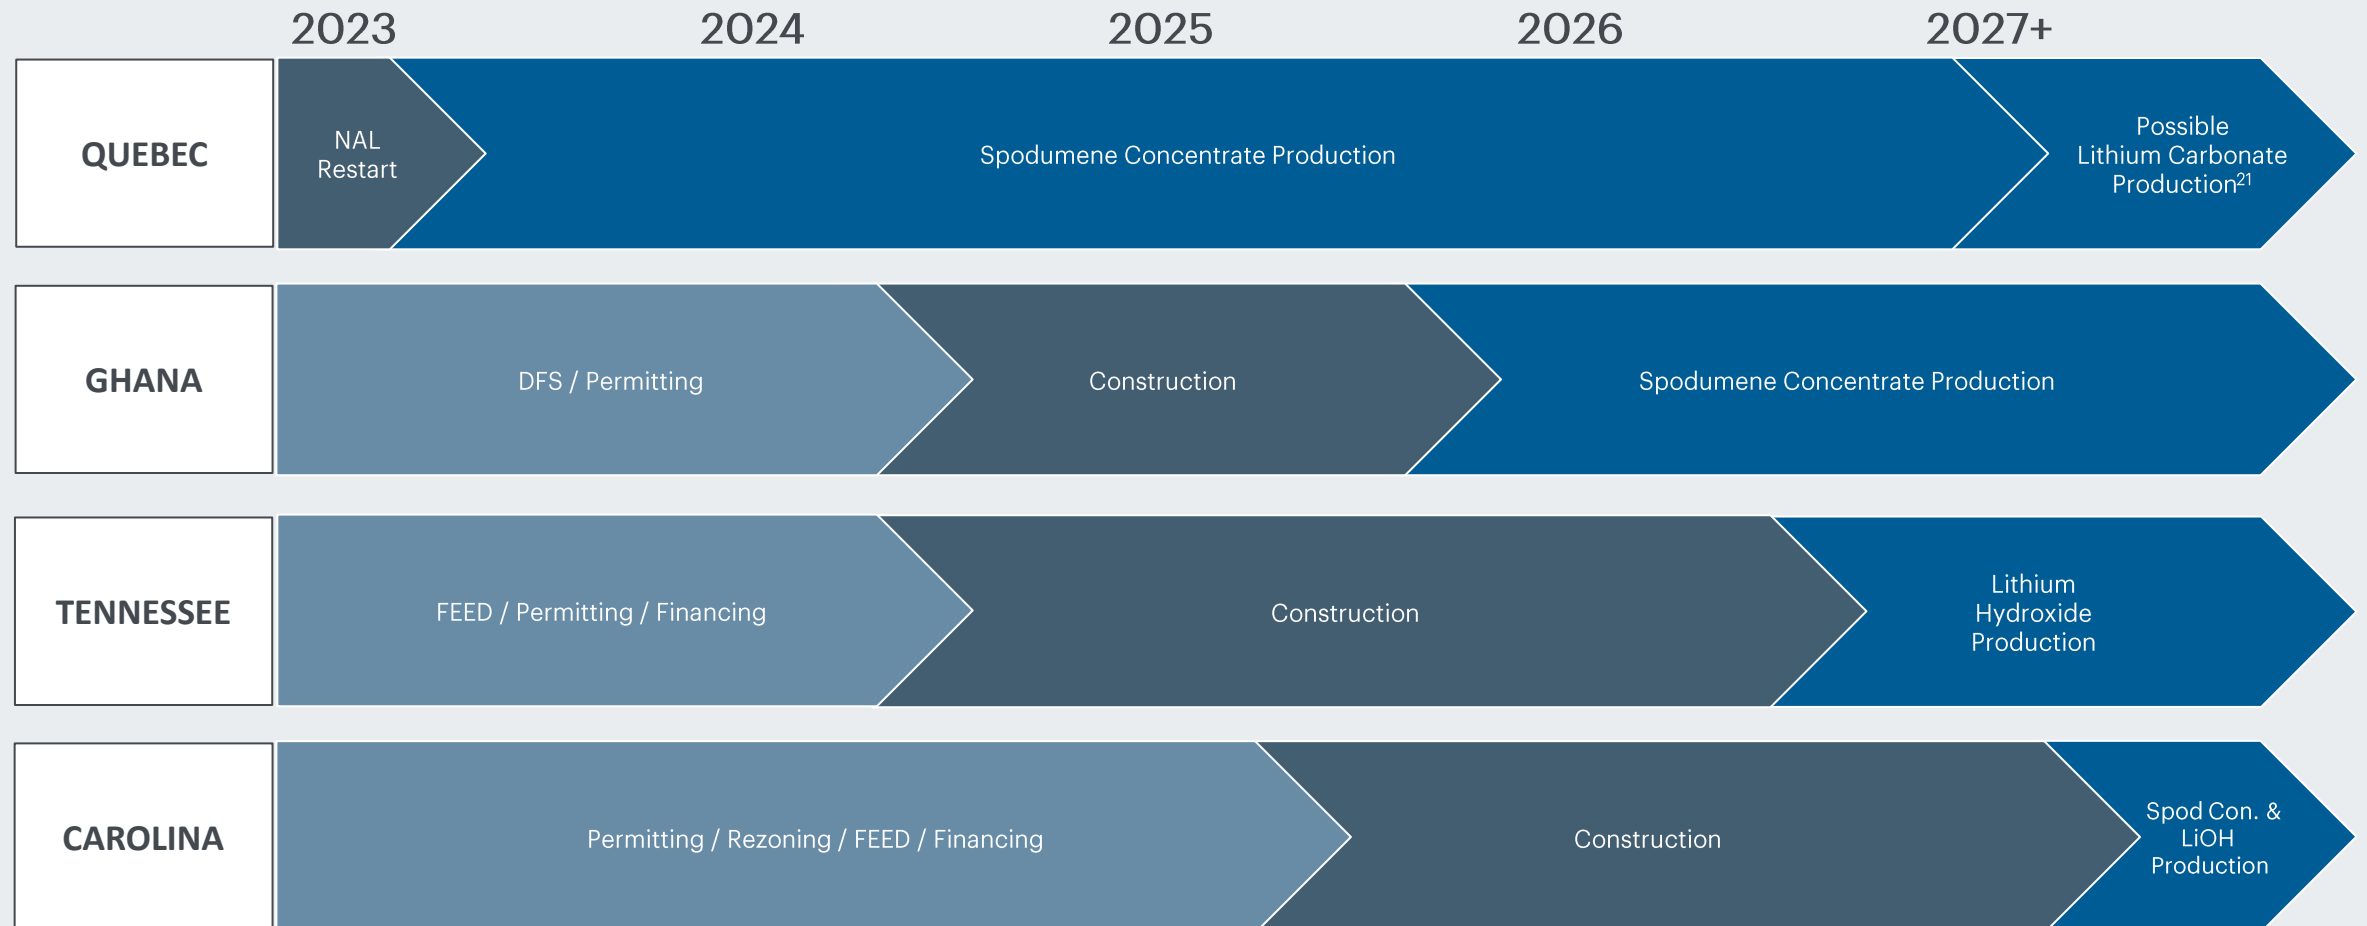 2023 2024 2025 2026 2027+
QUEBEC
NAL
Restart
Spodumene Concentrate Production
Possible
Lithium Carbonate
Production21
GHANA
DFS / Permitting
Construction
Spodumene Concentrate Production
TENNESSEE
FEED / Permitting / Financing
Construction
Lithium
Hydroxide
Production
CAROLINA
Permitting / Rezoning / FEED / Financing
Construction
Spod Con. &
LiOH
Production